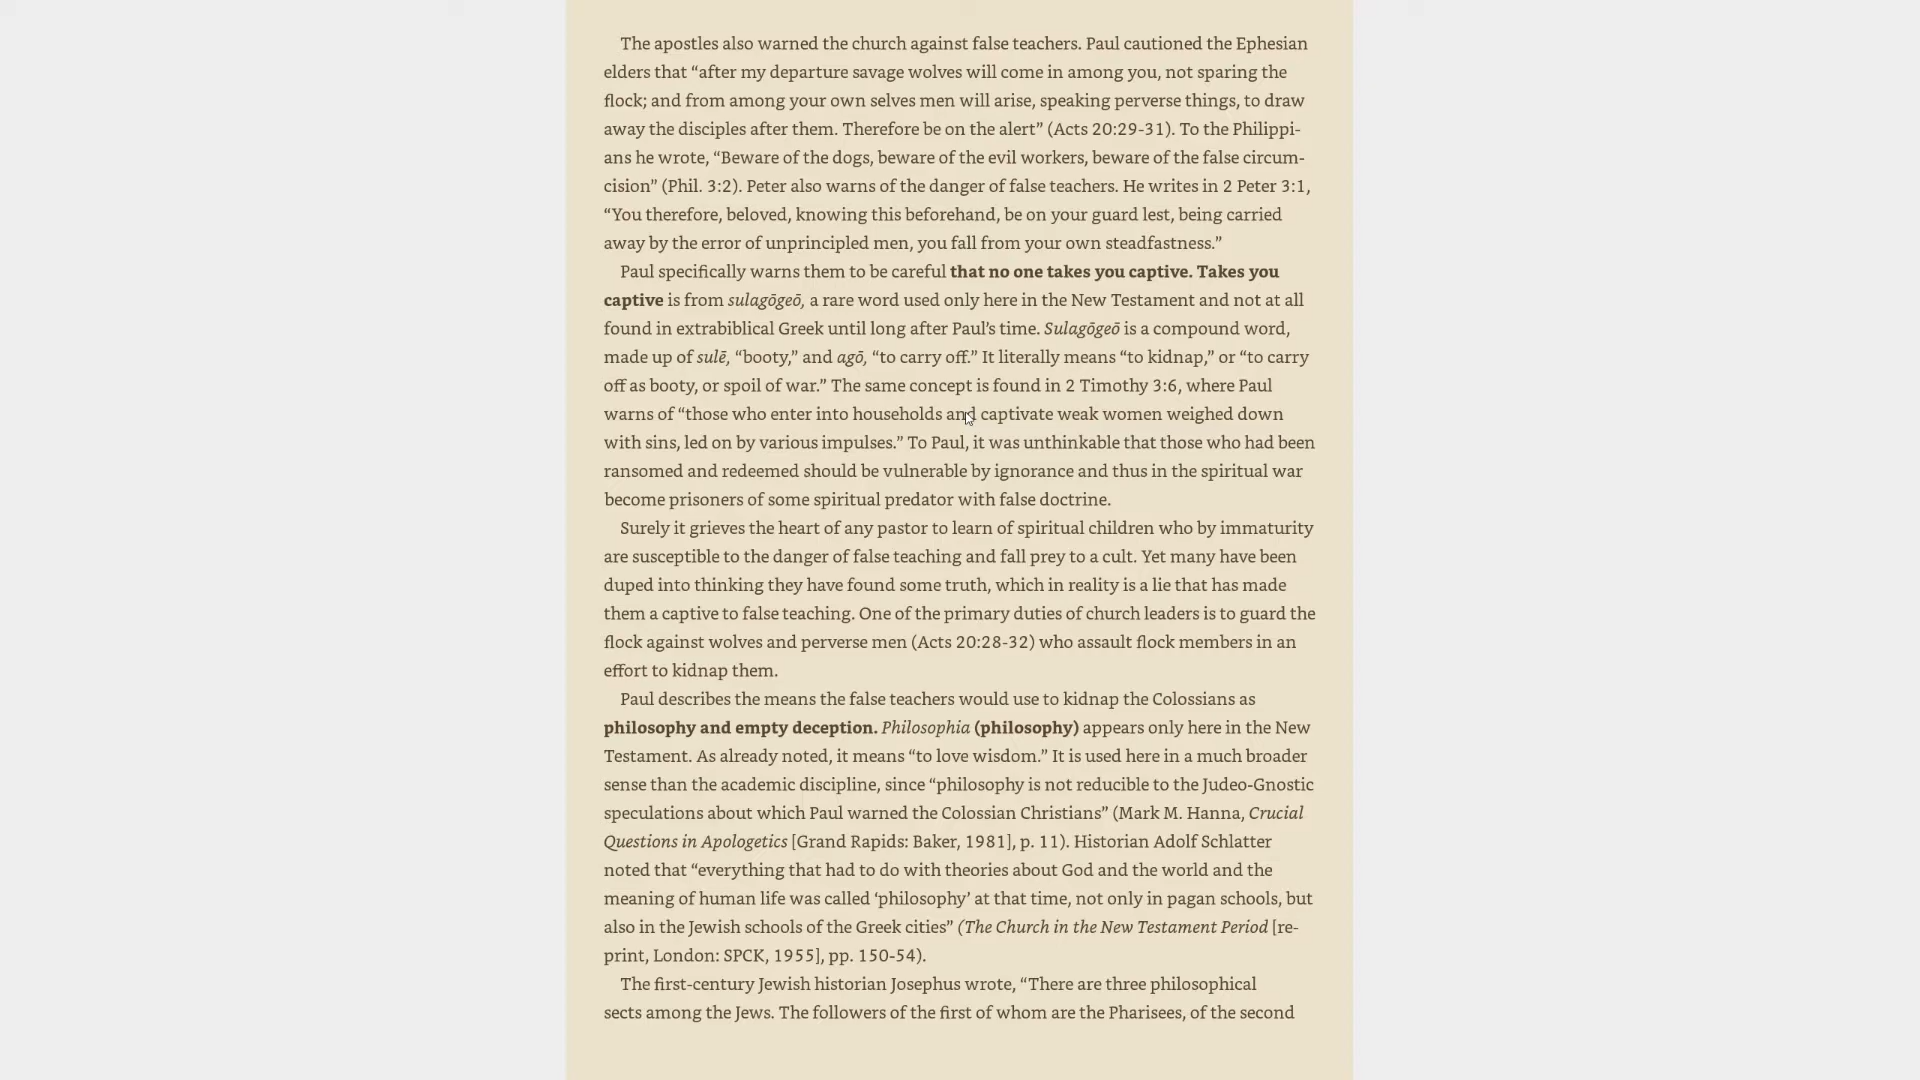 The apostles also warned the church against false teachers. Paul cautioned the Ephesian
elders that “after my departure savage wolves will come in among you, not sparing the
flock; and from among your own selves men will arise, speaking perverse things, to draw
away the disciples after them. Therefore be on the alert” (Acts 20:29-31). To the Philippi-
ans he wrote, “Beware of the dogs, beware of the evil workers, beware of the false circum-
cision” (Phil. 3:2). Peter also warns of the danger of false teachers. He writes in 2 Peter 3:1,
“You therefore, beloved, knowing this beforehand, be on your guard lest, being carried
away by the error of unprincipled men, you fall from your own steadfastness.”
Paul specifically warns them to be careful that no one takes you captive. Takes you
captive is from sulagōgeō, a rare word used only here in the New Testament and not at all
found in extrabiblical Greek until long after Paul’s time. Sulagōgeō is a compound word,
made up of sulē, “booty,” and agō, “to carry off.” It literally means “to kidnap,” or “to carry
off as booty, or spoil of war.” The same concept is found in 2 Timothy 3:6, where Paul
warns of “those who enter into households and captivate weak women weighed down
with sins, led on by various impulses.” To Paul, it was unthinkable that those who had been
ransomed and redeemed should be vulnerable by ignorance and thus in the spiritual war
become prisoners of some spiritual predator with false doctrine.
Surely it grieves the heart of any pastor to learn of spiritual children who by immaturity
are susceptible to the danger of false teaching and fall prey to a cult. Yet many have been
duped into thinking they have found some truth, which in reality is a lie that has made
them a captive to false teaching. One of the primary duties of church leaders is to guard the
flock against wolves and perverse men (Acts 20:28-32) who assault flock members in an
effort to kidnap them.
Paul describes the means the false teachers would use to kidnap the Colossians as
philosophy and empty deception. Philosophia (philosophy) appears only here in the New
Testament. As already noted, it means “to love wisdom.” It is used here in a much broader
sense than the academic discipline, since “philosophy is not reducible to the Judeo-Gnostic
speculations about which Paul warned the Colossian Christians” (Mark M. Hanna, Crucial
Questions in Apologetics [Grand Rapids: Baker, 1981], p. 11). Historian Adolf Schlatter
noted that “everything that had to do with theories about God and the world and the
meaning of human life was called ‘philosophy’ at that time, not only in pagan schools, but
also in the Jewish schools of the Greek cities” (The Church in the New Testament Period [re-
print, London: SPCK, 1955], pp. 150-54).
The first-century Jewish historian Josephus wrote, “There are three philosophical
sects among the Jews. The followers of the first of whom are the Pharisees, of the second